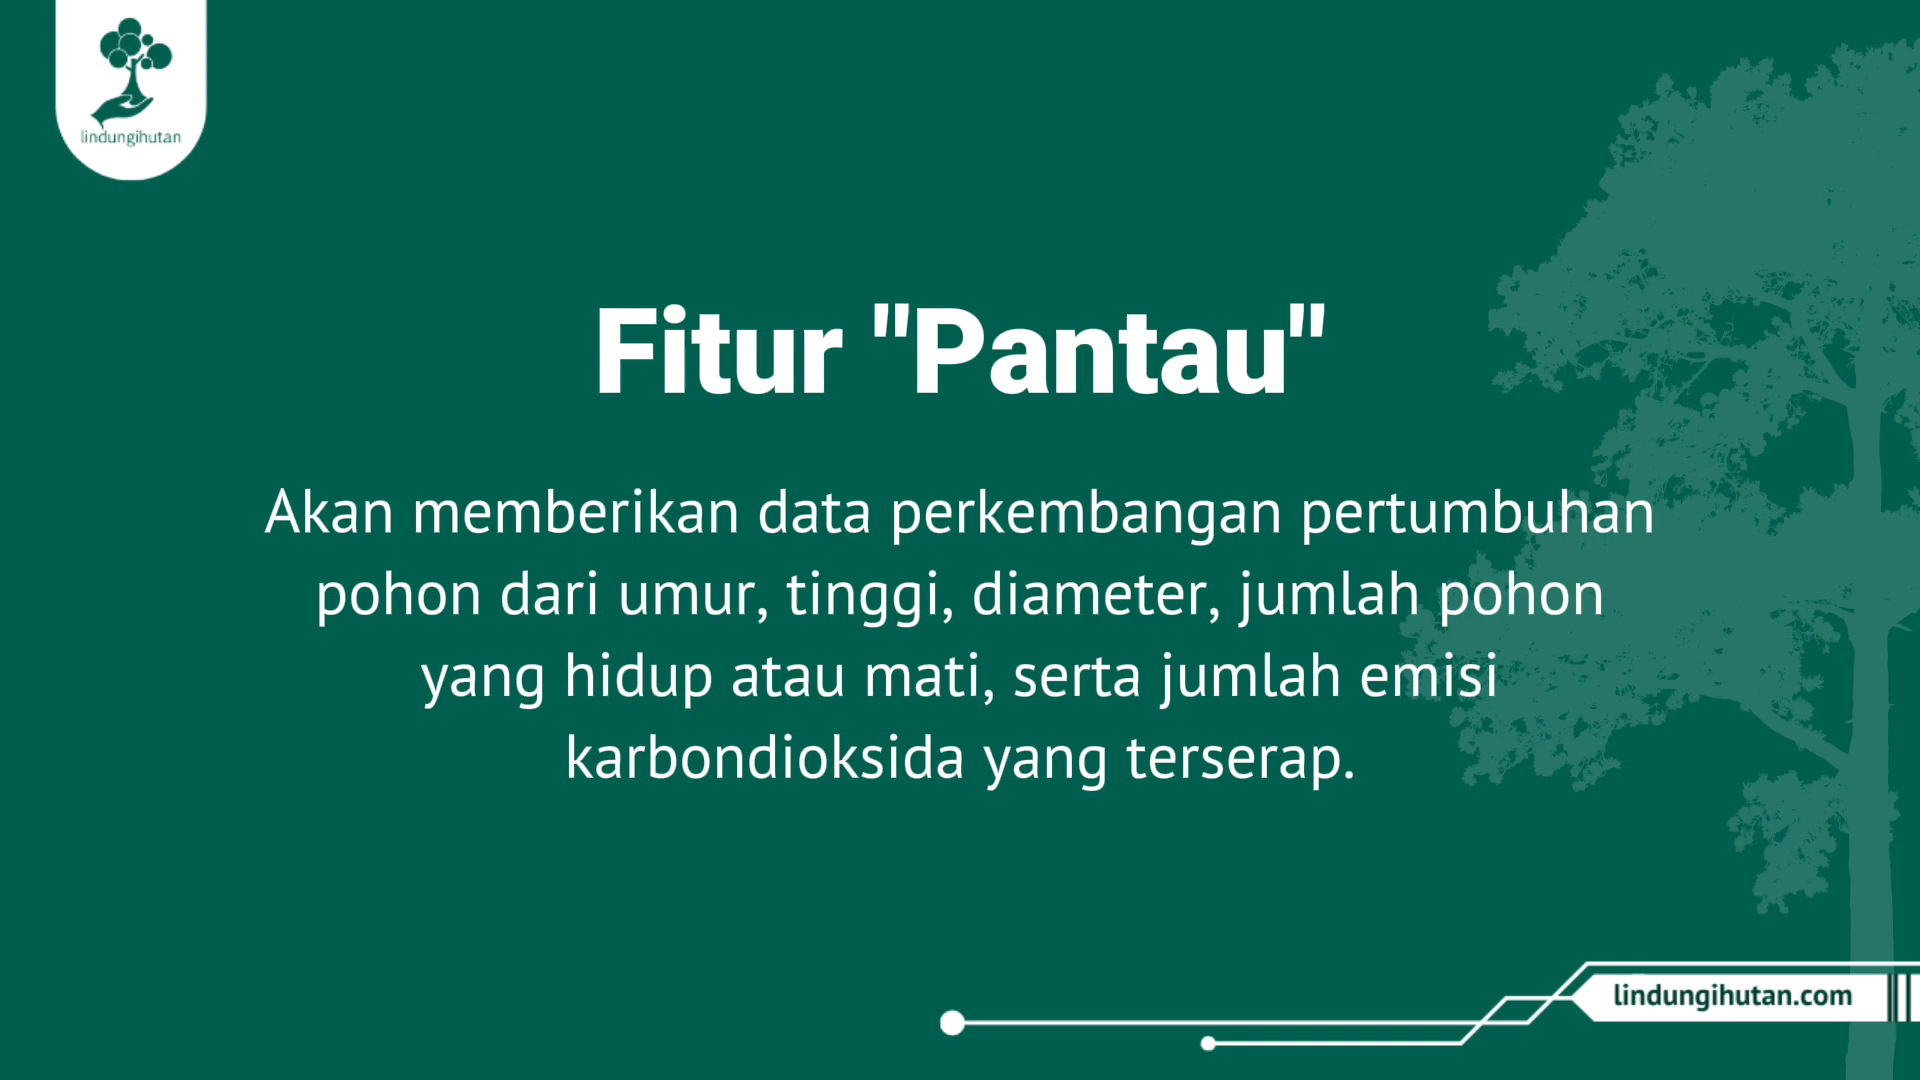 lindungihutan
Fitur "Pantau"
Akan memberikan data perkembangan pertumbuhan
pohon dari umur, tinggi, diameter, jumlah pohon
yang hidup atau mati, serta jumlah emisi
karbondioksida yang terserap.
lindungihutan.com